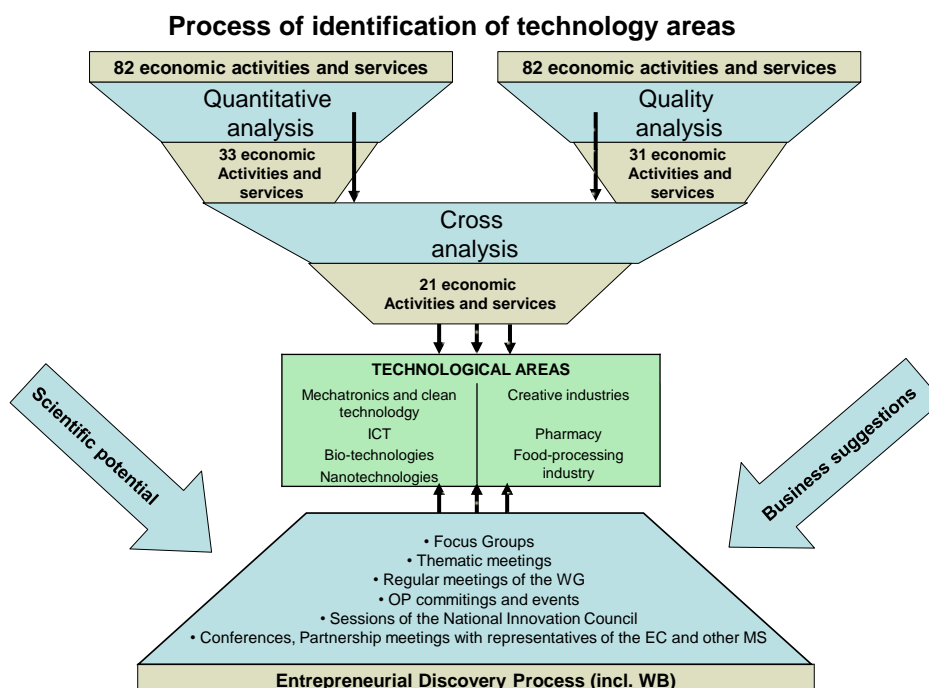 Process of identification of technology areas
82 economic activities and services
82 economic activities and services
Quantitative
analysis
Quality
analysis
33 economic
Activities and
services
31 economic
Activities and
services
Cross
analysis
21 economic
Activities and services
TECHNOLOGICAL AREAS
Mechatronics and clean
technolodgy
ICT
Bio-technologies
Nanotechnologies
Creative industries
Pharmacy
Food-processing
industry
Scientific potential
Business suggestions
• Focus Groups
• Thematic meetings
• Regular meetings of the WG
• OP commitings and events
• Sessions of the National Innovation Council
• Conferences, Partnership meetings with representatives of the EC and other MS
Entrepreneurial Discovery Process (incl. WB)